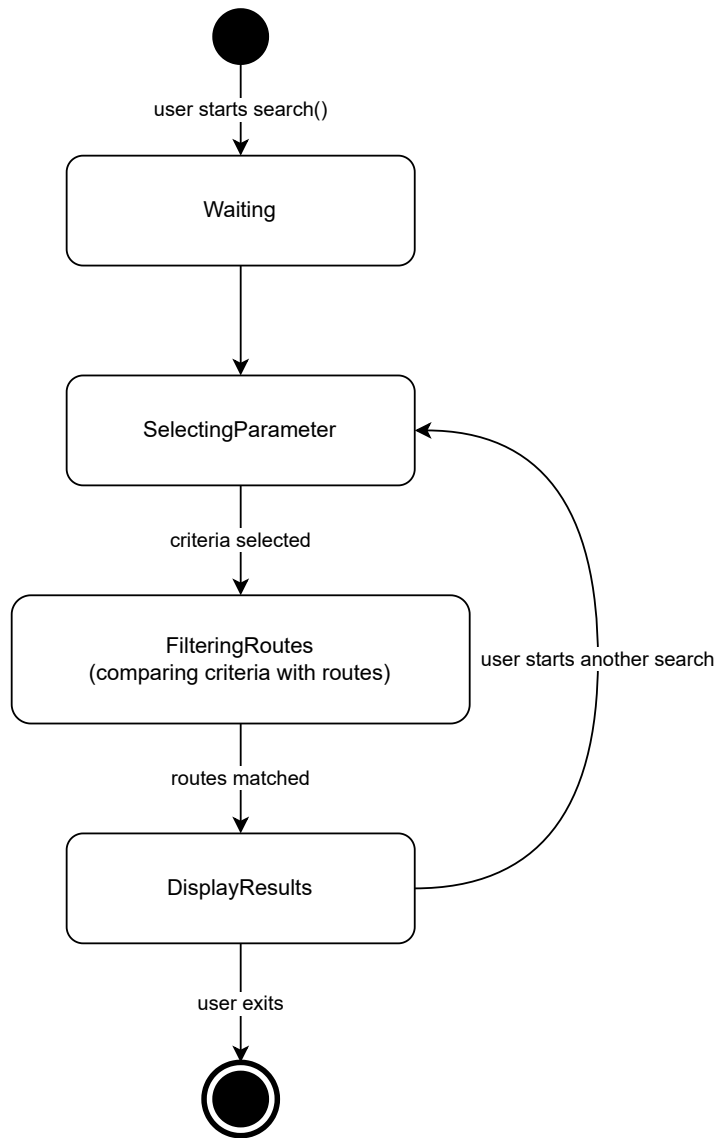 user starts search()
Waiting
SelectingParameter
criteria selected
FilteringRoutes
(comparing criteria with routes)
user starts another search
routes matched
DisplayResults
user exits